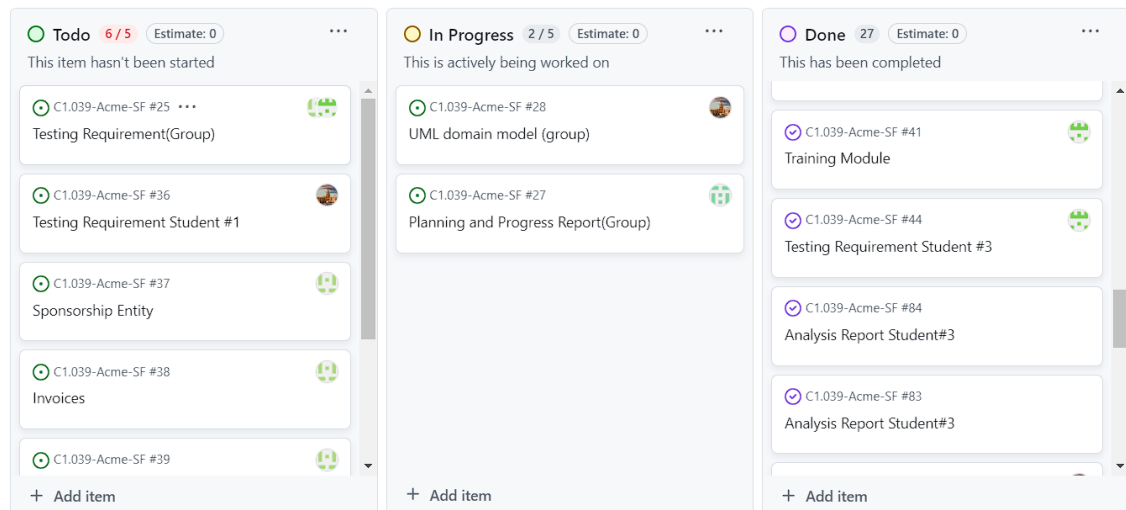 Todo 6 / 5 Estimate: 0
This item hasn't been started
C1.039-Acme-SF #25
Testing Requirement(Group)
C1.039-Acme-SF #36
Testing Requirement Student #1
C1.039-Acme-SF #37
Sponsorship Entity
C1.039-Acme-SF #38
Invoices
C1.039-Acme-SF #39
+ Add item
In Progress 2 / 5 Estimate: 0
This is actively being worked on
C1.039-Acme-SF #28
UML domain model (group)
C1.039-Acme-SF #27
Planning and Progress Report(Group)
+ Add item
Done 27 Estimate: 0
This has been completed
C1.039-Acme-SF #41
Training Module
C1.039-Acme-SF #44
Testing Requirement Student #3
C1.039-Acme-SF #84
Analysis Report Student#3
C1.039-Acme-SF #83
Analysis Report Student#3
+ Add item